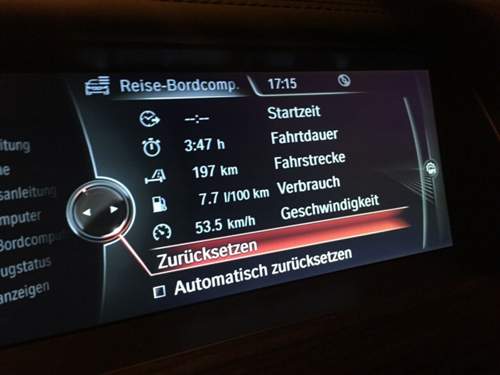 Reise-Bordcomp. 17:15
--:-- Startzeit
3:47 h Fahrtdauer
197 km Fahrstrecke
7.7 l/100 km Verbrauch
53.5 km/h Geschwindigkeit
Zurücksetzen
Automatisch zurücksetzen